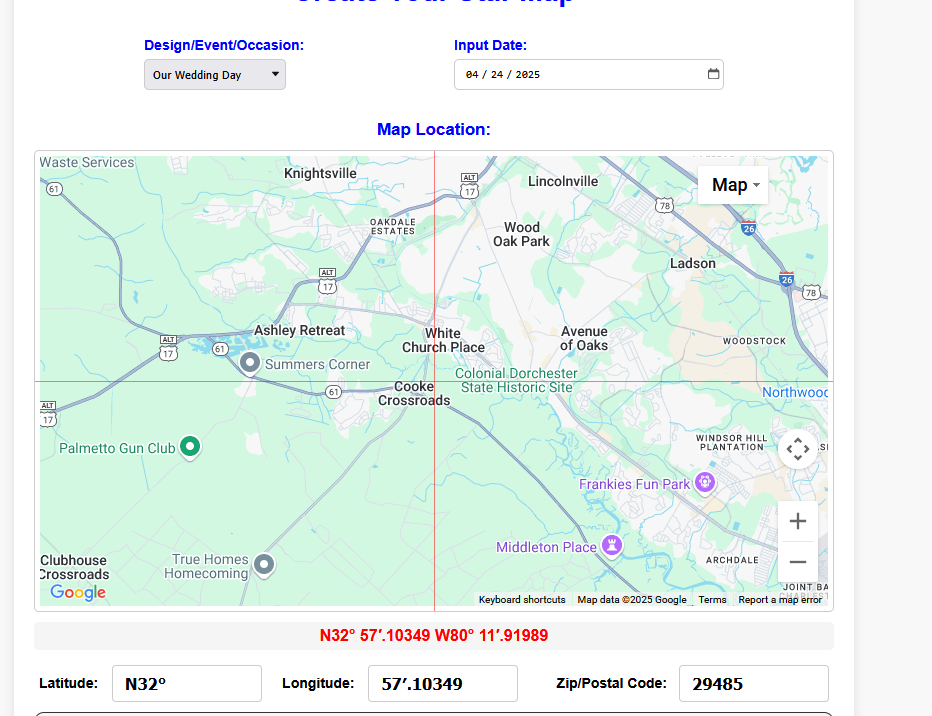 Create Your Star Map
Design/Event/Occasion:
Input Date:
Our Wedding Day
04 / 24 / 2025
Map Location:
Waste Services
61
Knightsville
ALT
17
Lincolnville
Map
78
26
OAKDALE
ESTATES
Wood
Oak Park
Ladson
ALT
17
26
78
Ashley Retreat
White
Church Place
Avenue
of Oaks
WOODSTOCK
ALT
17
61
Summers Corner
Colonial Dorchester
State Historic Site
Cooke
Crossroads
61
Northwood
ALT
17
Palmetto Gun Club
WINDSOR HILL
PLANTATION
Frankies Fun Park
Middleton Place
ARCHDALE
Clubhouse
Crossroads
True Homes
Homecoming
JOINT BA
CHARLEST
Google
Keyboard shortcuts
Map data ©2025 Google
Terms
Report a map error
N32° 57′.10349 W80° 11′.91989
Latitude:
N32°
Longitude:
57′.10349
Zip/Postal Code:
29485